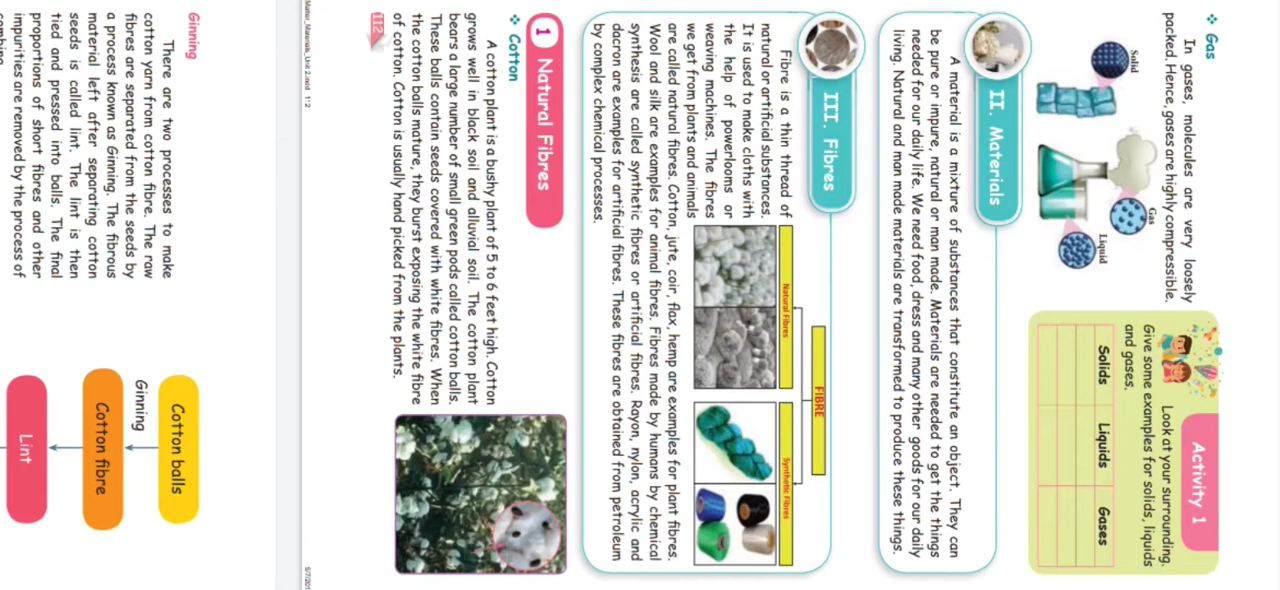 ❖ Gas
In gases, molecules are very loosely
packed. Hence, gases are highly compressible.
Solid
Gas
Liquid
Activity 1
Look at your surrounding.
Give some examples for solids, liquids
and gases.
Solids Liquids Gases
II. Materials
A material is a mixture of substances that constitute an object. They can
be pure or impure, natural or man made. Materials are needed to get the things
needed for our daily life. We need food, dress and many other goods for our daily
living. Natural and man made materials are transformed to produce these things.
III. Fibres
Fibre is a thin thread of
natural or artificial substances.
It is used to make cloths with
the help of powerlooms or
weaving machines. The fibres
we get from plants and animals
FIBRE
Natural Fibres
Synthetic Fibres
are called natural fibres. Cotton, jute, coir, flax, hemp are examples for plant fibres.
Wool and silk are examples for animal fibres. Fibres made by humans by chemical
synthesis are called synthetic fibres or artificial fibres. Rayon, nylon, acrylic and
dacron are examples for artificial fibres. These fibres are obtained from petroleum
by complex chemical processes.
1 Natural Fibres
❖ Cotton
A cotton plant is a bushy plant of 5 to 6 feet high. Cotton
grows well in black soil and alluvial soil. The cotton plant
bears a large number of small green pods called cotton balls.
These balls contain seeds covered with white fibres. When
the cotton balls mature, they burst exposing the white fibre
of cotton. Cotton is usually hand picked from the plants.
112
Matter_Materials_Unit 2.indd 112
5/7/201
Ginning
There are two processes to make
cotton yarn from cotton fibre. The raw
fibres are separated from the seeds by
a process known as Ginning. The fibrous
material left after separating cotton
seeds is called lint. The lint is then
tied and pressed into balls. The final
proportions of short fibres and other
impurities are removed by the process of
combing
Cotton balls
Ginning
Cotton fibre
Lint